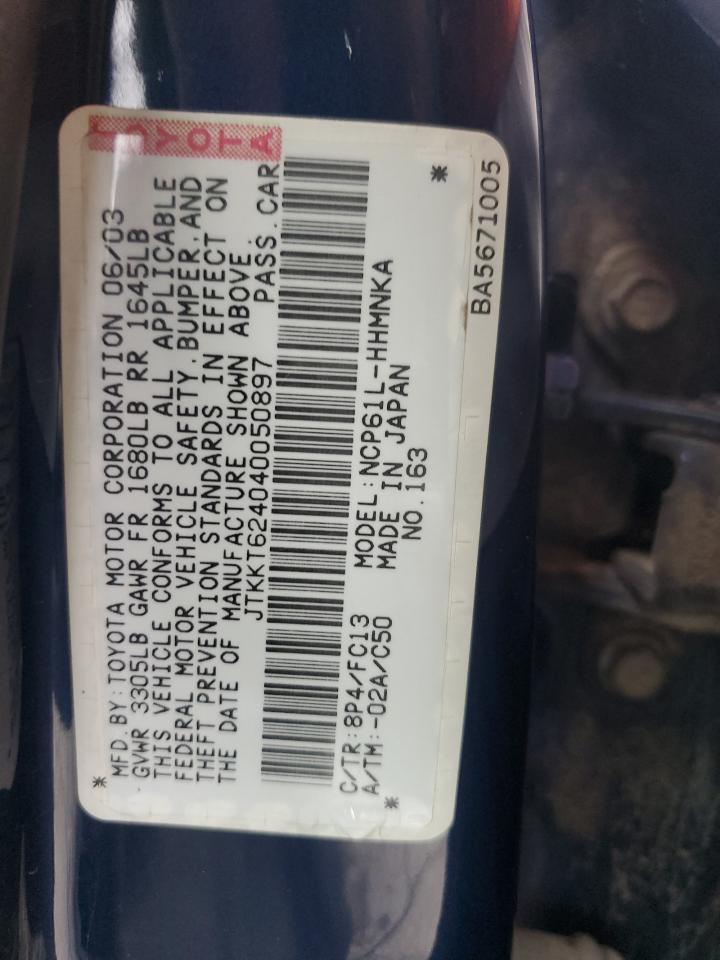 TOYOTA
* MFD. BY: TOYOTA MOTOR CORPORATION 06/03
GVWR 3305LB GAWR FR 1680LB RR 1645LB
THIS VEHICLE CONFORMS TO ALL APPLICABLE
FEDERAL MOTOR VEHICLE SAFETY, BUMPER, AND
THEFT PREVENTION STANDARDS IN EFFECT ON
THE DATE OF MANUFACTURE SHOWN ABOVE.
JTKKT624040050897 PASS. CAR
C/TR: 8P4/FC13 MODEL: NCP61L-HHMNKA
A/TM: -02A/C50 MADE IN JAPAN
* NO. 163 *
BA5671005